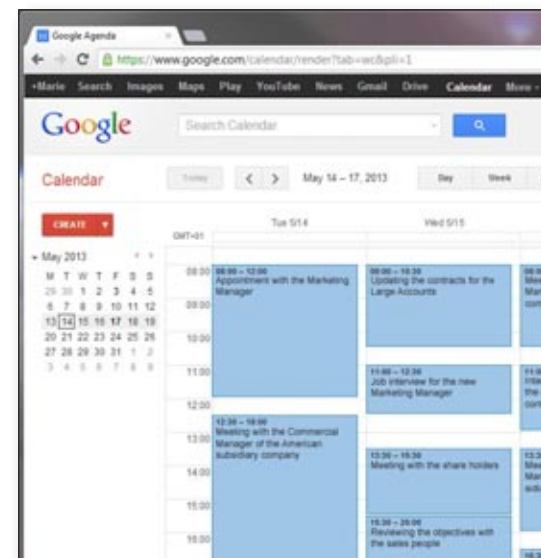 Google Agenda
https://www.google.com/calendar/render?tab=wc&pli=1
+Marie Search Images Maps Play YouTube News Gmail Drive Calendar More
Google
Search Calendar
Calendar
Today
May 14 – 17, 2013
Day Week
CREATE
Tue 5/14 Wed 5/15
GMT+01
May 2013
M T W T F S S
29 30 1 2 3 4 5
6 7 8 9 10 11 12
13 14 15 16 17 18 19
20 21 22 23 24 25 26
27 28 29 30 31 1 2
3 4 5 6 7 8 9
08:00
09:00
10:00
11:00
12:00
13:00
14:00
15:00
16:00
08:00 – 12:00
Appointment with the Marketing
Manager
12:30 – 18:00
Meeting with the Commercial
Manager of the American
subsidiary company
08:00 – 10:30
Updating the contracts for the
Large Accounts
11:00 – 12:30
Job interview for the new
Marketing Manager
13:30 – 15:30
Meeting with the share holders
15:30 – 20:00
Reviewing the objectives with
the sales people